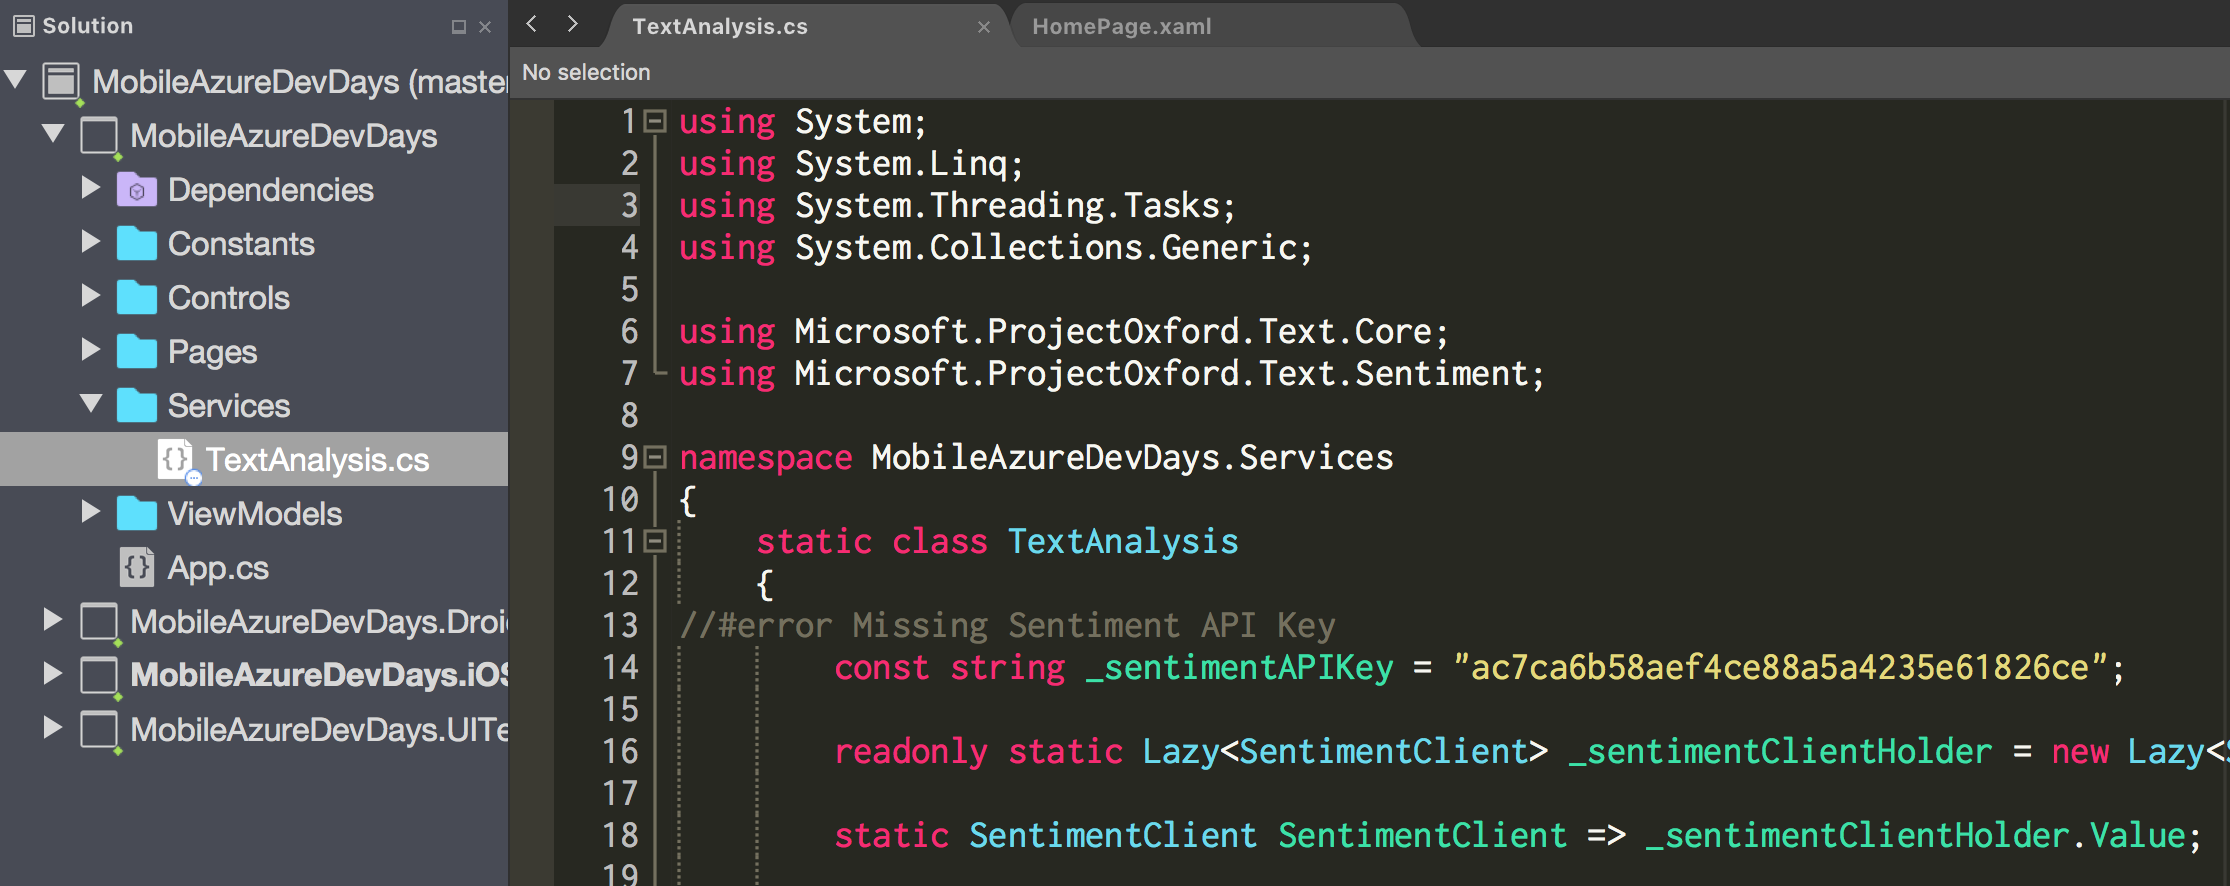 Solution
MobileAzureDevDays (master
MobileAzureDevDays
Dependencies
Constants
Controls
Pages
Services
TextAnalysis.cs
ViewModels
App.cs
MobileAzureDevDays.Droi
MobileAzureDevDays.iOS
MobileAzureDevDays.UITe
TextAnalysis.cs
HomePage.xaml
No selection
1 using System;
2 using System.Linq;
3 using System.Threading.Tasks;
4 using System.Collections.Generic;
5
6 using Microsoft.ProjectOxford.Text.Core;
7 using Microsoft.ProjectOxford.Text.Sentiment;
8
9 namespace MobileAzureDevDays.Services
10 {
11 static class TextAnalysis
12 {
13 //#error Missing Sentiment API Key
14 const string _sentimentAPIKey = "ac7ca6b58aef4ce88a5a4235e61826ce";
15
16 readonly static Lazy<SentimentClient> _sentimentClientHolder = new Lazy<
17
18 static SentimentClient SentimentClient => _sentimentClientHolder.Value;
19